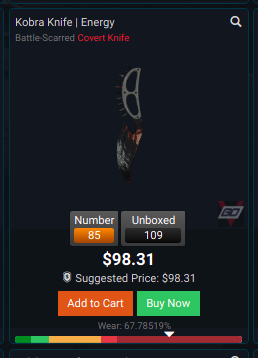 Kobra Knife | Energy
Battle-Scarred Covert Knife
Number Unboxed
85 109
$98.31
Suggested Price: $98.31
Add to Cart Buy Now
Wear: 67.78519%